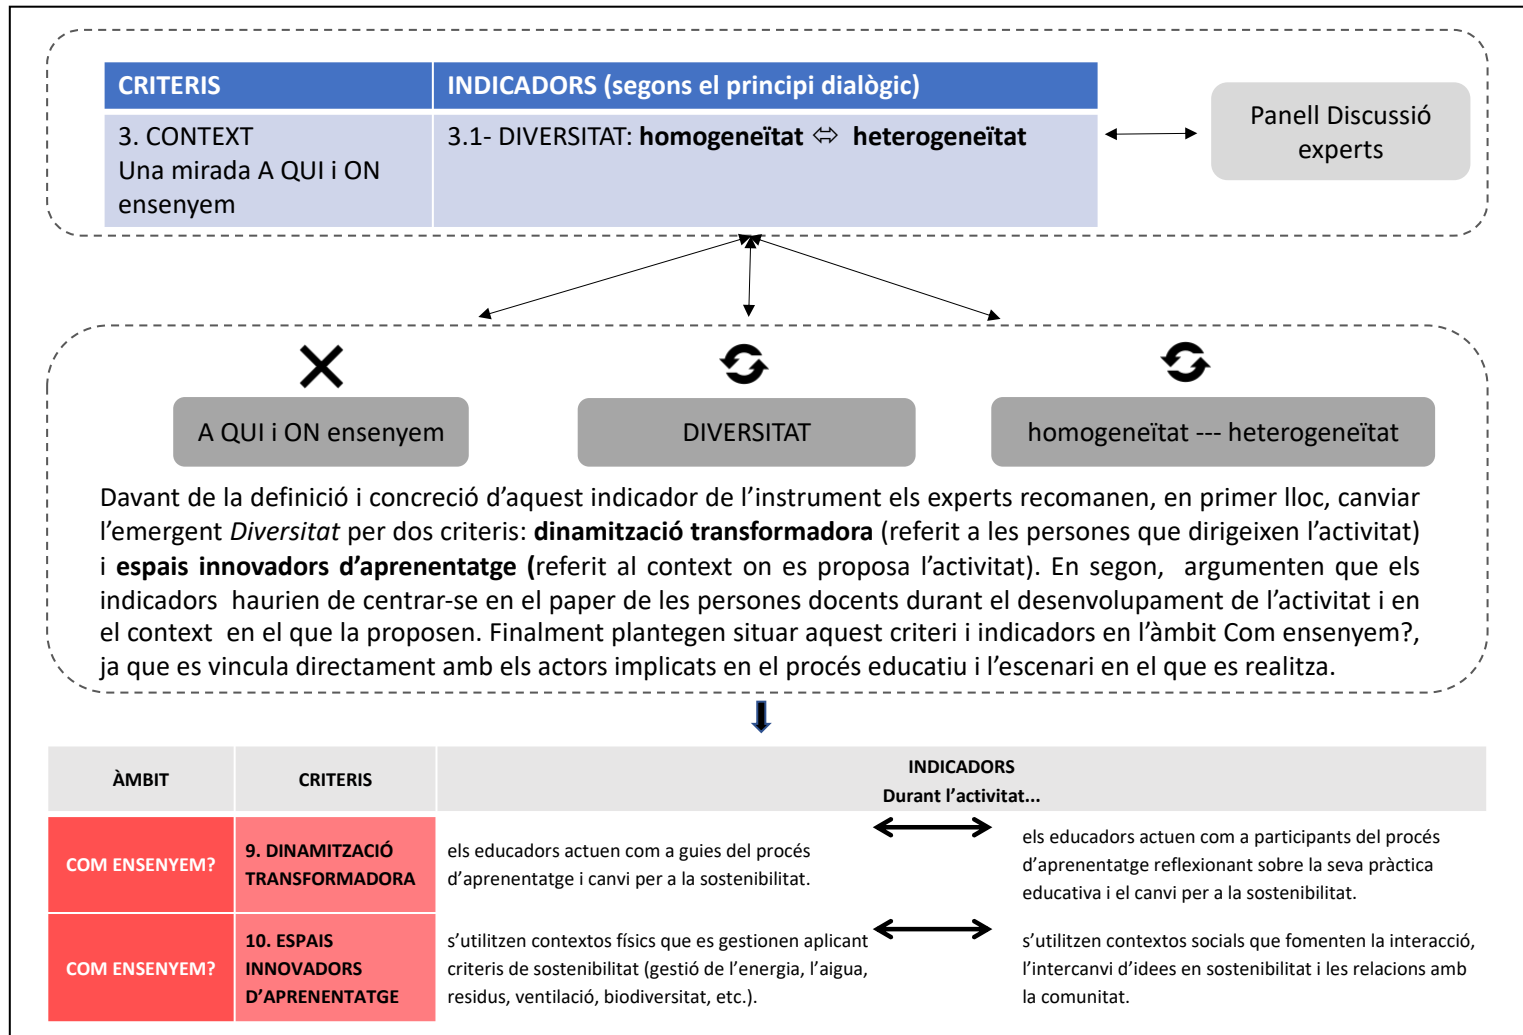 CRITERIS
INDICADORS (segons el principi dialògic)
3. CONTEXT
Una mirada A QUI i ON
ensenyem
3.1- DIVERSITAT: homogeneïtat ⬄ heterogeneïtat
Panell Discussió
experts
A QUI i ON ensenyem
DIVERSITAT
homogeneïtat --- heterogeneïtat
Davant de la definició i concreció d’aquest indicador de l’instrument els experts recomanen, en primer lloc, canviar
l’emergent Diversitat per dos criteris: dinamització transformadora (referit a les persones que dirigeixen l’activitat)
i espais innovadors d’aprenentatge (referit al context on es proposa l’activitat). En segon, argumenten que els
indicadors haurien de centrar-se en el paper de les persones docents durant el desenvolupament de l’activitat i en
el context en el que la proposen. Finalment plantegen situar aquest criteri i indicadors en l’àmbit Com ensenyem?,
ja que es vincula directament amb els actors implicats en el procés educatiu i l’escenari en el que es realitza.
ÀMBIT
CRITERIS
INDICADORS
Durant l’activitat...
COM ENSENYEM?
9. DINAMITZACIÓ
TRANSFORMADORA
els educadors actuen com a guies del procés
d’aprenentatge i canvi per a la sostenibilitat.
els educadors actuen com a participants del procés
d’aprenentatge reflexionant sobre la seva pràctica
educativa i el canvi per a la sostenibilitat.
COM ENSENYEM?
10. ESPAIS
INNOVADORS
D’APRENENTATGE
s’utilitzen contextos físics que es gestionen aplicant
criteris de sostenibilitat (gestió de l’energia, l’aigua,
residus, ventilació, biodiversitat, etc.).
s’utilitzen contextos socials que fomenten la interacció,
l’intercanvi d’idees en sostenibilitat i les relacions amb
la comunitat.